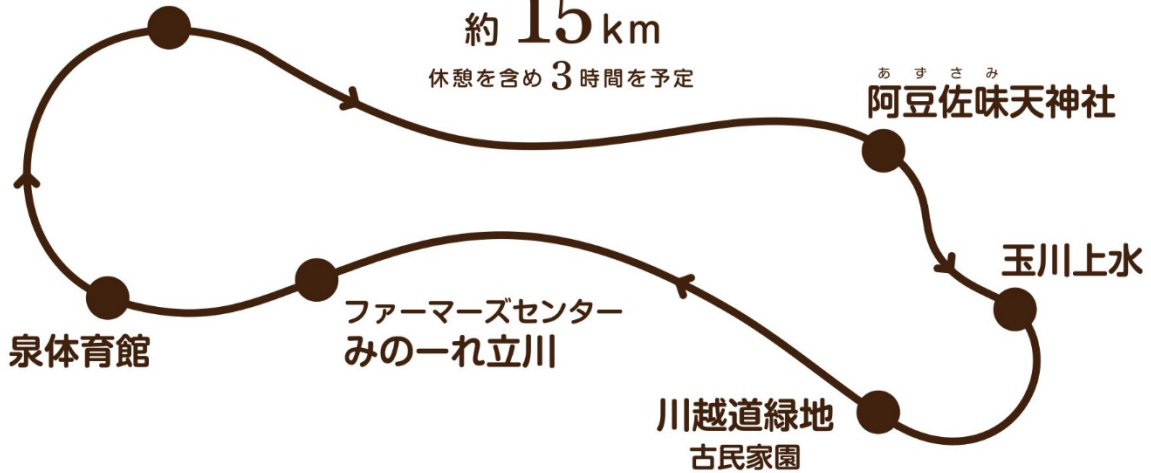 約 15km
休憩を含め 3 時間を予定
あずさみ
阿豆佐味天神社
玉川上水
ファーマーズセンター
みのーれ立川
泉体育館
川越道緑地
古民家園